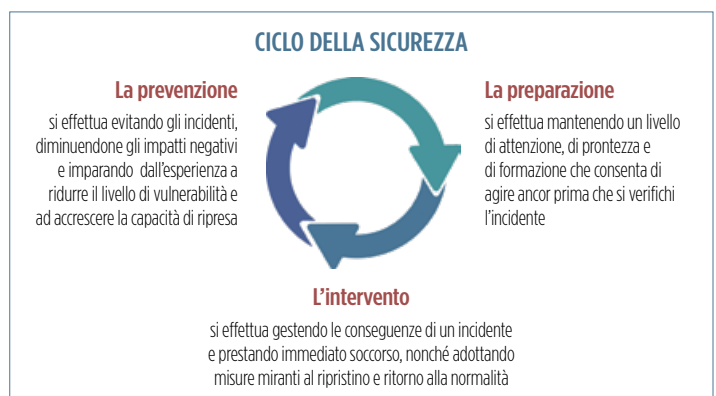 CICLO DELLA SICUREZZA
La prevenzione
si effettua evitando gli incidenti,
diminuendone gli impatti negativi
e imparando dall'esperienza a
ridurre il livello di vulnerabilità e
ad accrescere la capacità di ripresa
La preparazione
si effettua mantenendo un livello
di attenzione, di prontezza e
di formazione che consenta di
agire ancor prima che si verifichi
l'incidente
L'intervento
si effettua gestendo le conseguenze di un incidente
e prestando immediato soccorso, nonché adottando
misure miranti al ripristino e ritorno alla normalità